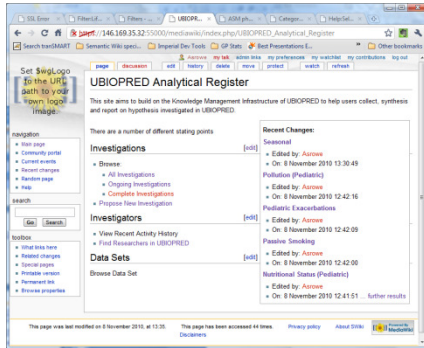 SSL Error
FilterLif...
Filters - ...
UBIOPR...
ASM ph...
Categor...
Help:Sel...
https://146.169.35.32:55000/mediawiki/index.php/UBIOPRED_Analytical_Register
Search tranSMART
Semantic Wiki speci...
Imperial Dev Tools
GP Stats
Best Presentations E...
»
Other bookmarks
Asrowe my talk admin links my preferences my watchlist my contributions log out
page discussion edit history delete move protect watch refresh
Set $wgLogo
to the URL
path to your
own logo
image.
UBIOPRED Analytical Register
This site aims to build on the Knowledge Management Infrastructure of UBIOPRED to help users collect, synthesis
and report on hypothesis investigated in UBIOPRED.
There are a number of different stating points
Investigations [edit]
Browse:
All Investigations
Ongoing Investigations
Complete Investigations
Propose New Investigation
Investigators [edit]
View Recent Activity History
Find Researchers in UBIOPRED
Data Sets [edit]
Browse Data Set
Recent Changes:
Seasonal
Edited by: Asrowe
On: 8 November 2010 13:30:49
Pollution (Pediatric)
Edited by: Asrowe
On: 8 November 2010 12:42:16
Pediatric Exacerbations
Edited by: Asrowe
On: 8 November 2010 12:42:09
Passive Smoking
Edited by: Asrowe
On: 8 November 2010 12:42:00
Nutritional Status (Pediatric)
Edited by: Asrowe
On: 8 November 2010 12:41:51 ... further results
navigation
Main page
Community portal
Current events
Recent changes
Random page
Help
search
Go Search
toolbox
What links here
Related changes
Special pages
Printable version
Permanent link
Browse properties
This page was last modified on 8 November 2010, at 13:35. This page has been accessed 44 times. Privacy policy About SWiki
Disclaimers
Powered By
MediaWiki